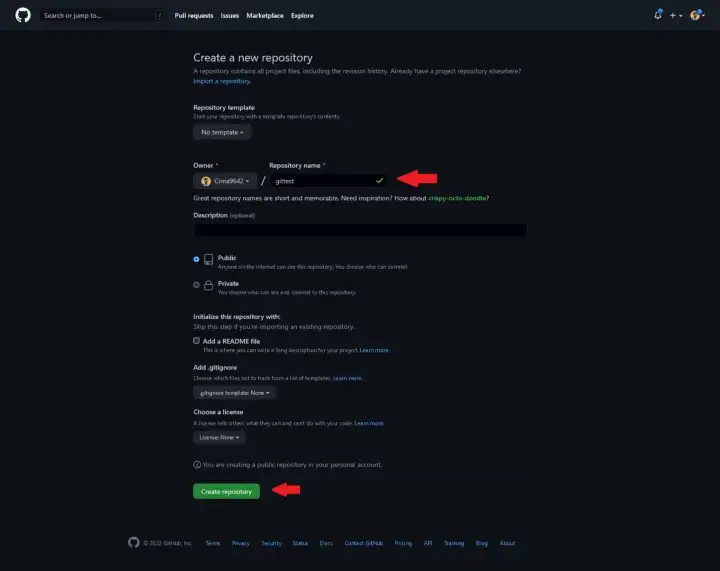 Search or jump to... /
Pull requests Issues Marketplace Explore
Create a new repository
A repository contains all project files, including the revision history. Already have a project repository elsewhere?
Import a repository.
Repository template
Start your repository with a template repository's contents.
No template
Owner * Repository name *
Cima9642 / gittest
Great repository names are short and memorable. Need inspiration? How about crispy-octo-doodle?
Description (optional)
Public
Anyone on the internet can see this repository. You choose who can commit.
Private
You choose who can see and commit to this repository.
Initialize this repository with:
Skip this step if you're importing an existing repository.
Add a README file
This is where you can write a long description for your project. Learn more.
Add .gitignore
Choose which files not to track from a list of templates. Learn more.
.gitignore template: None
Choose a license
A license tells others what they can and can't do with your code. Learn more.
License: None
You are creating a public repository in your personal account.
Create repository
© 2022 GitHub, Inc. Terms Privacy Security Status Docs Contact GitHub Pricing API Training Blog About